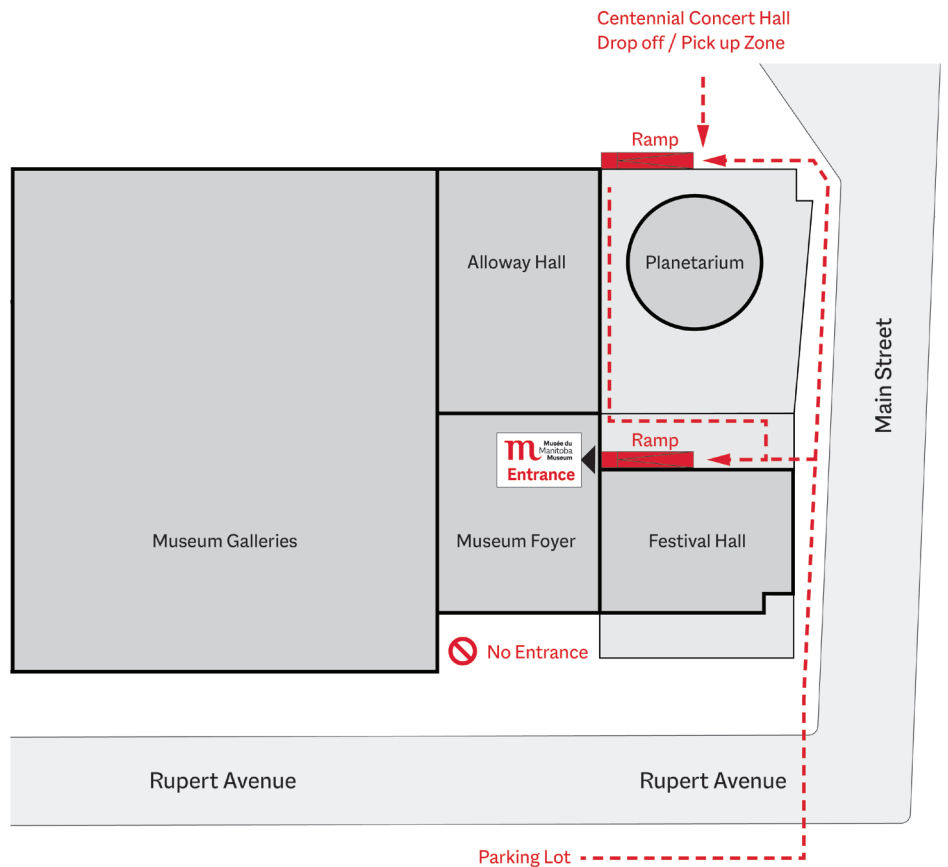 Centennial Concert Hall
Drop off / Pick up Zone
Ramp
Alloway Hall
Planetarium
Main Street
Ramp
m
Musée du
Manitoba
Museum
Entrance
Museum Galleries
Museum Foyer
Festival Hall
No Entrance
Rupert Avenue
Rupert Avenue
Parking Lot